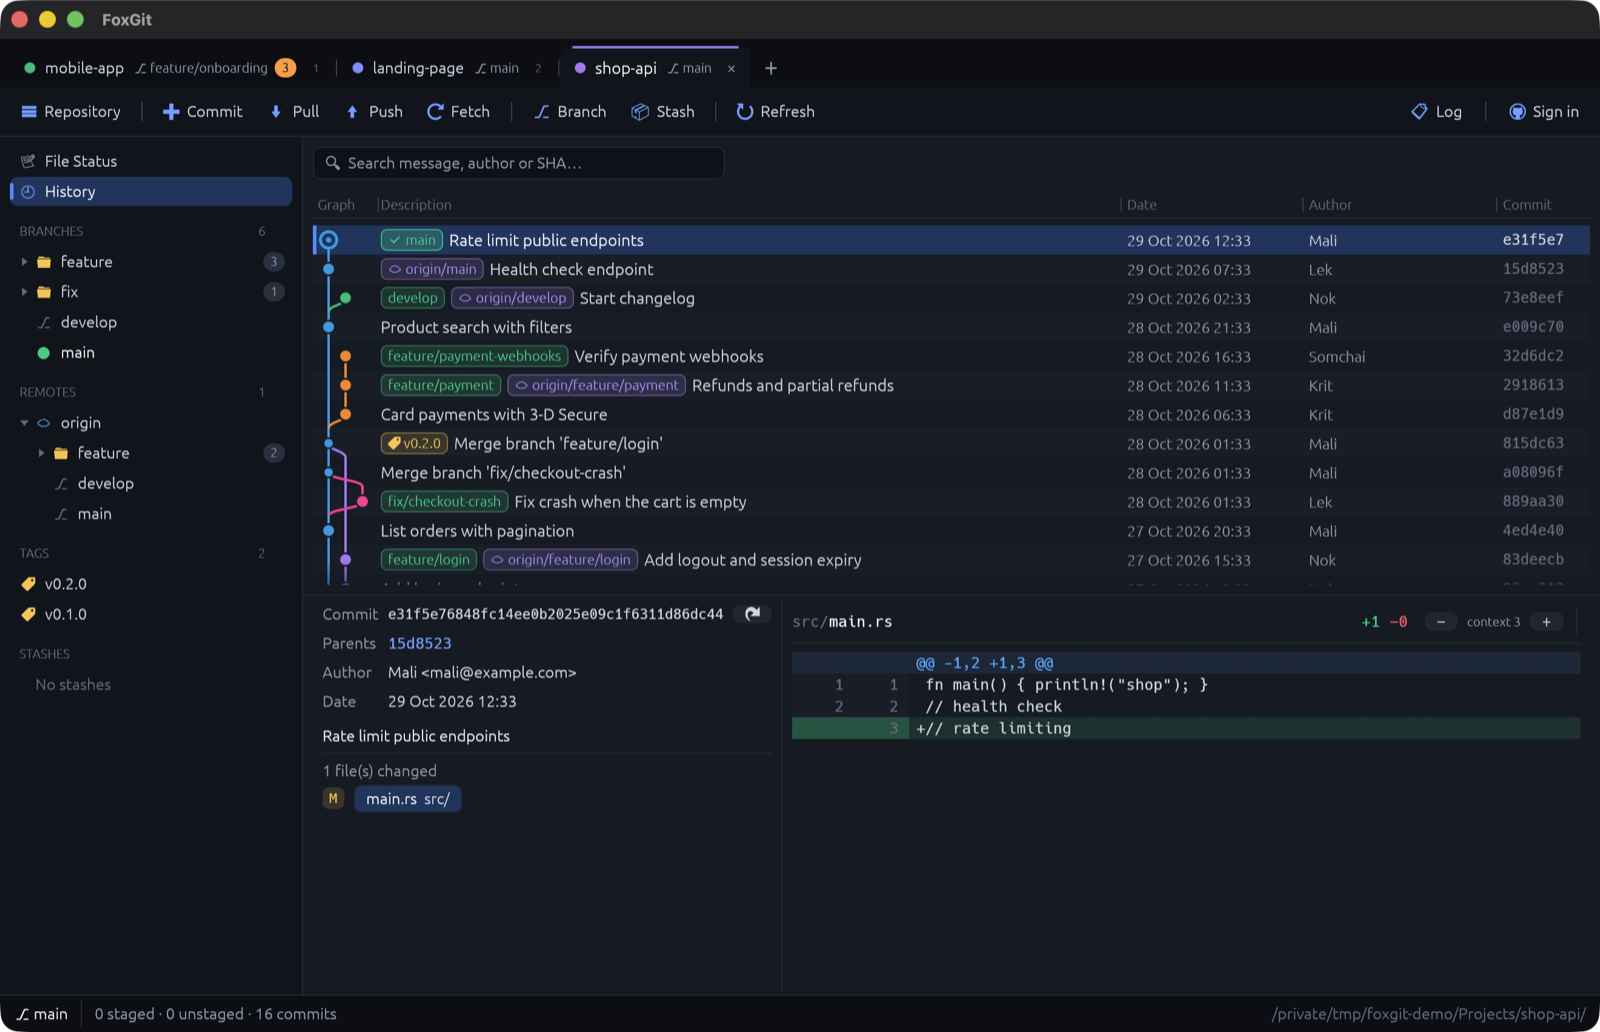 FoxGit
mobile-app feature/onboarding 3 1 landing-page main 2 shop-api main × +
Repository Commit Pull Push Fetch Branch Stash Refresh Log Sign in
File Status
History
BRANCHES 6
feature 3
fix 1
develop
main
REMOTES 1
origin
feature 2
develop
main
TAGS 2
v0.2.0
v0.1.0
STASHES
No stashes
Search message, author or SHA...
Graph Description Date Author Commit
main Rate limit public endpoints 29 Oct 2026 12:33 Mali e31f5e7
origin/main Health check endpoint 29 Oct 2026 07:33 Lek 15d8523
develop origin/develop Start changelog 29 Oct 2026 02:33 Nok 73e8eef
Product search with filters 28 Oct 2026 21:33 Mali e009c70
feature/payment-webhooks Verify payment webhooks 28 Oct 2026 16:33 Somchai 32d6dc2
feature/payment origin/feature/payment Refunds and partial refunds 28 Oct 2026 11:33 Krit 2918613
Card payments with 3-D Secure 28 Oct 2026 06:33 Krit d87e1d9
v0.2.0 Merge branch 'feature/login' 28 Oct 2026 01:33 Mali 815dc63
Merge branch 'fix/checkout-crash' 28 Oct 2026 01:33 Mali a08096f
fix/checkout-crash Fix crash when the cart is empty 28 Oct 2026 01:33 Lek 889aa30
List orders with pagination 27 Oct 2026 20:33 Mali 4ed4e40
feature/login origin/feature/login Add logout and session expiry 27 Oct 2026 15:33 Nok 83deecb
Commit e31f5e76848fc14ee0b2025e09c1f6311d86dc44
Parents 15d8523
Author Mali <mali@example.com>
Date 29 Oct 2026 12:33
Rate limit public endpoints
1 file(s) changed
M main.rs src/
src/main.rs +1 −0 − context 3 +
@@ -1,2 +1,3 @@
1 1 fn main() { println!("shop"); }
2 2 // health check
3 +// rate limiting
main 0 staged · 0 unstaged · 16 commits /private/tmp/foxgit-demo/Projects/shop-api/